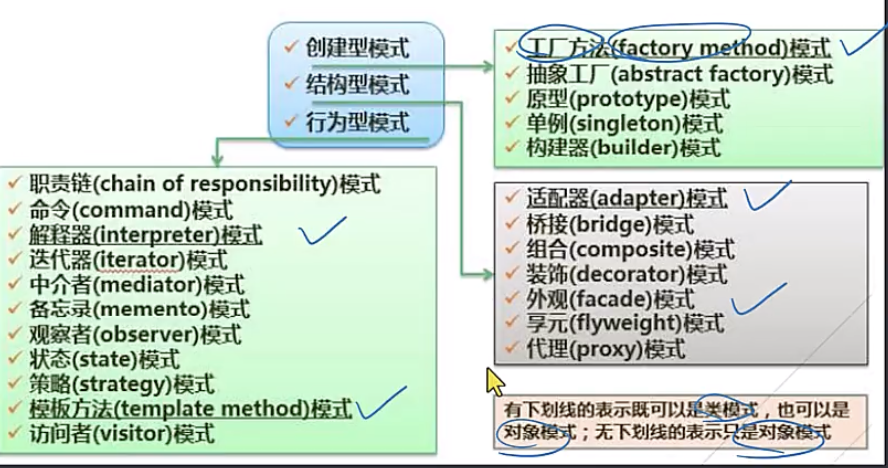 创建型模式
结构型模式
行为型模式
工厂方法(factory method)模式
抽象工厂(abstract factory)模式
原型(prototype)模式
单例(singleton)模式
构建器(builder)模式
职责链(chain of responsibility)模式
命令(command)模式
解释器(interpreter)模式
迭代器(iterator)模式
中介者(mediator)模式
备忘录(memento)模式
观察者(observer)模式
状态(state)模式
策略(strategy)模式
模板方法(template method)模式
访问者(visitor)模式
适配器(adapter)模式
桥接(bridge)模式
组合(composite)模式
装饰(decorator)模式
外观(facade)模式
享元(flyweight)模式
代理(proxy)模式
有下划线的表示既可以是类模式，也可以是
对象模式；无下划线的表示只是对象模式